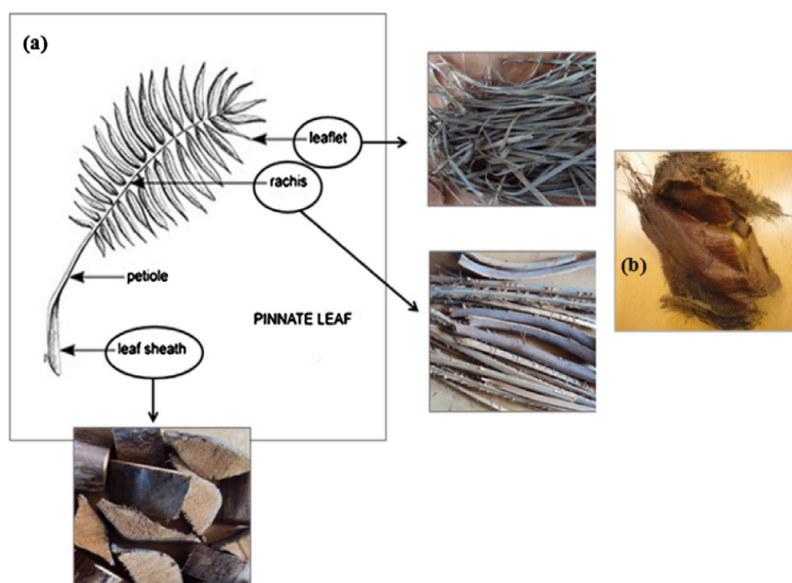 (a)
leaflet
rachis
petiole
PINNATE LEAF
leaf sheath
(b)